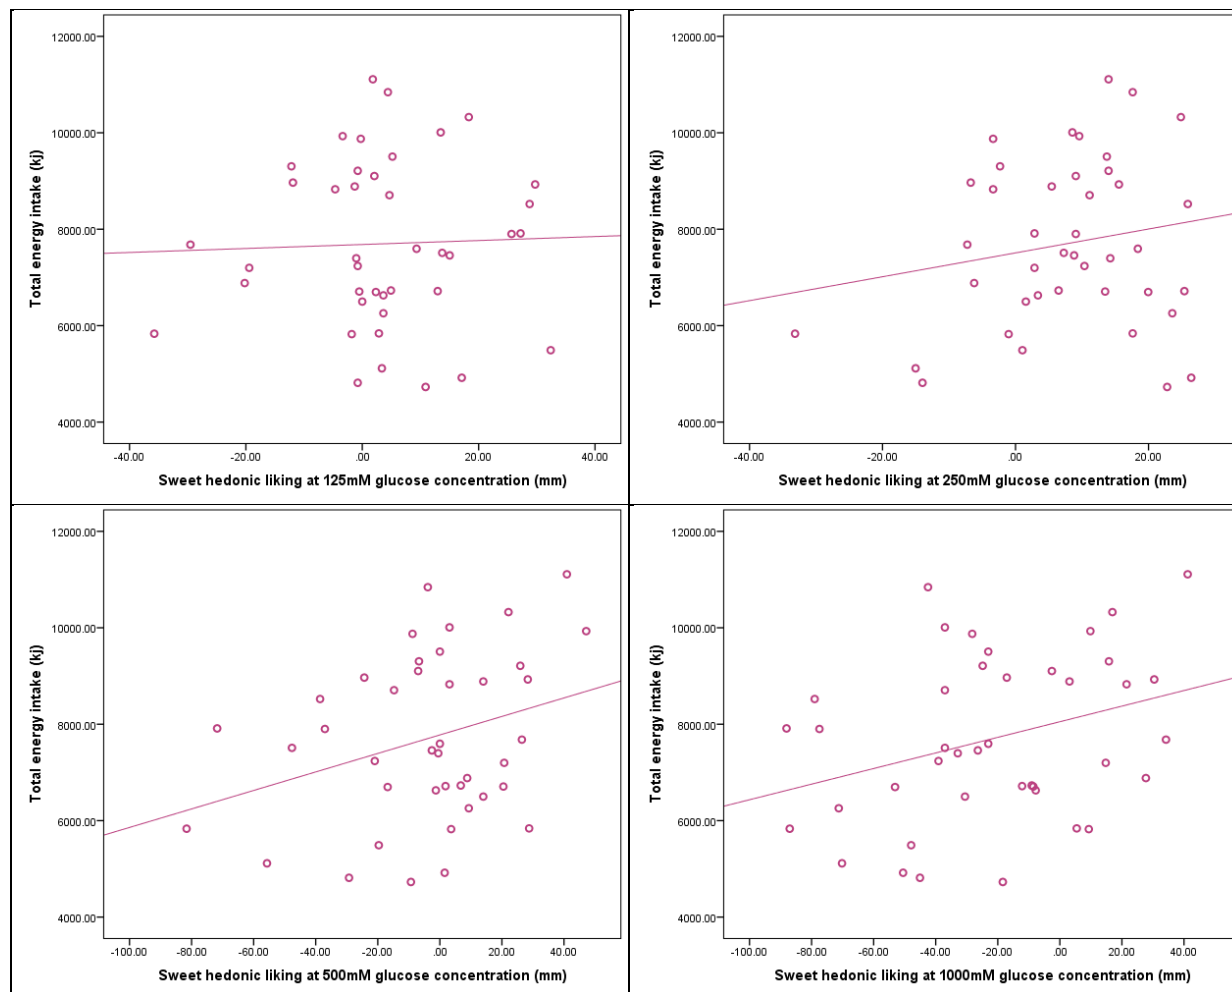 12000.00
10000.00
8000.00
6000.00
4000.00
Total energy intake (kj)
-40.00 -20.00 .00 20.00 40.00
Sweet hedonic liking at 125mM glucose concentration (mm)
12000.00
10000.00
8000.00
6000.00
4000.00
Total energy intake (kj)
-40.00 -20.00 .00 20.00
Sweet hedonic liking at 250mM glucose concentration (mm)
12000.00
10000.00
8000.00
6000.00
4000.00
Total energy intake (kj)
-100.00 -80.00 -60.00 -40.00 -20.00 .00 20.00 40.00
Sweet hedonic liking at 500mM glucose concentration (mm)
12000.00
10000.00
8000.00
6000.00
4000.00
Total energy intake (kj)
-100.00 -80.00 -60.00 -40.00 -20.00 .00 20.00 40.00
Sweet hedonic liking at 1000mM glucose concentration (mm)